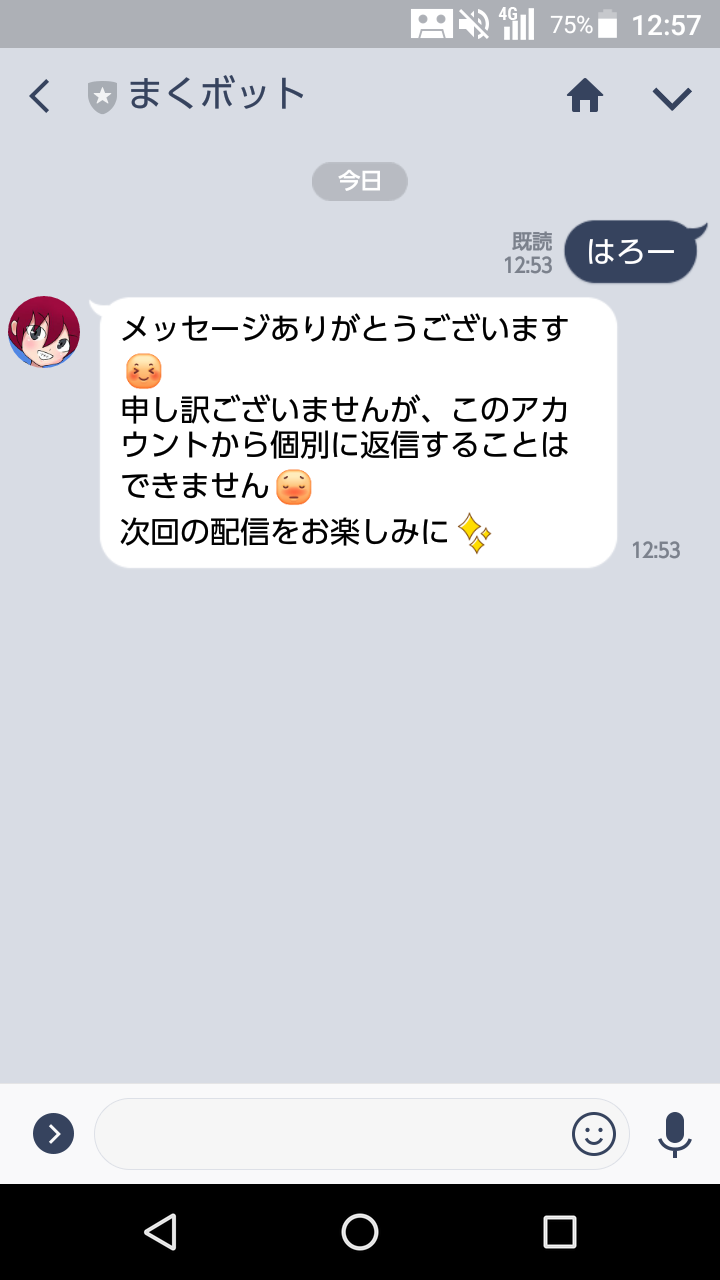 4G 75% 12:57
まくボット
今日
既読
12:53
はろー
メッセージありがとうございます
申し訳ございませんが、このアカ
ウントから個別に返信することは
できません
次回の配信をお楽しみに
12:53